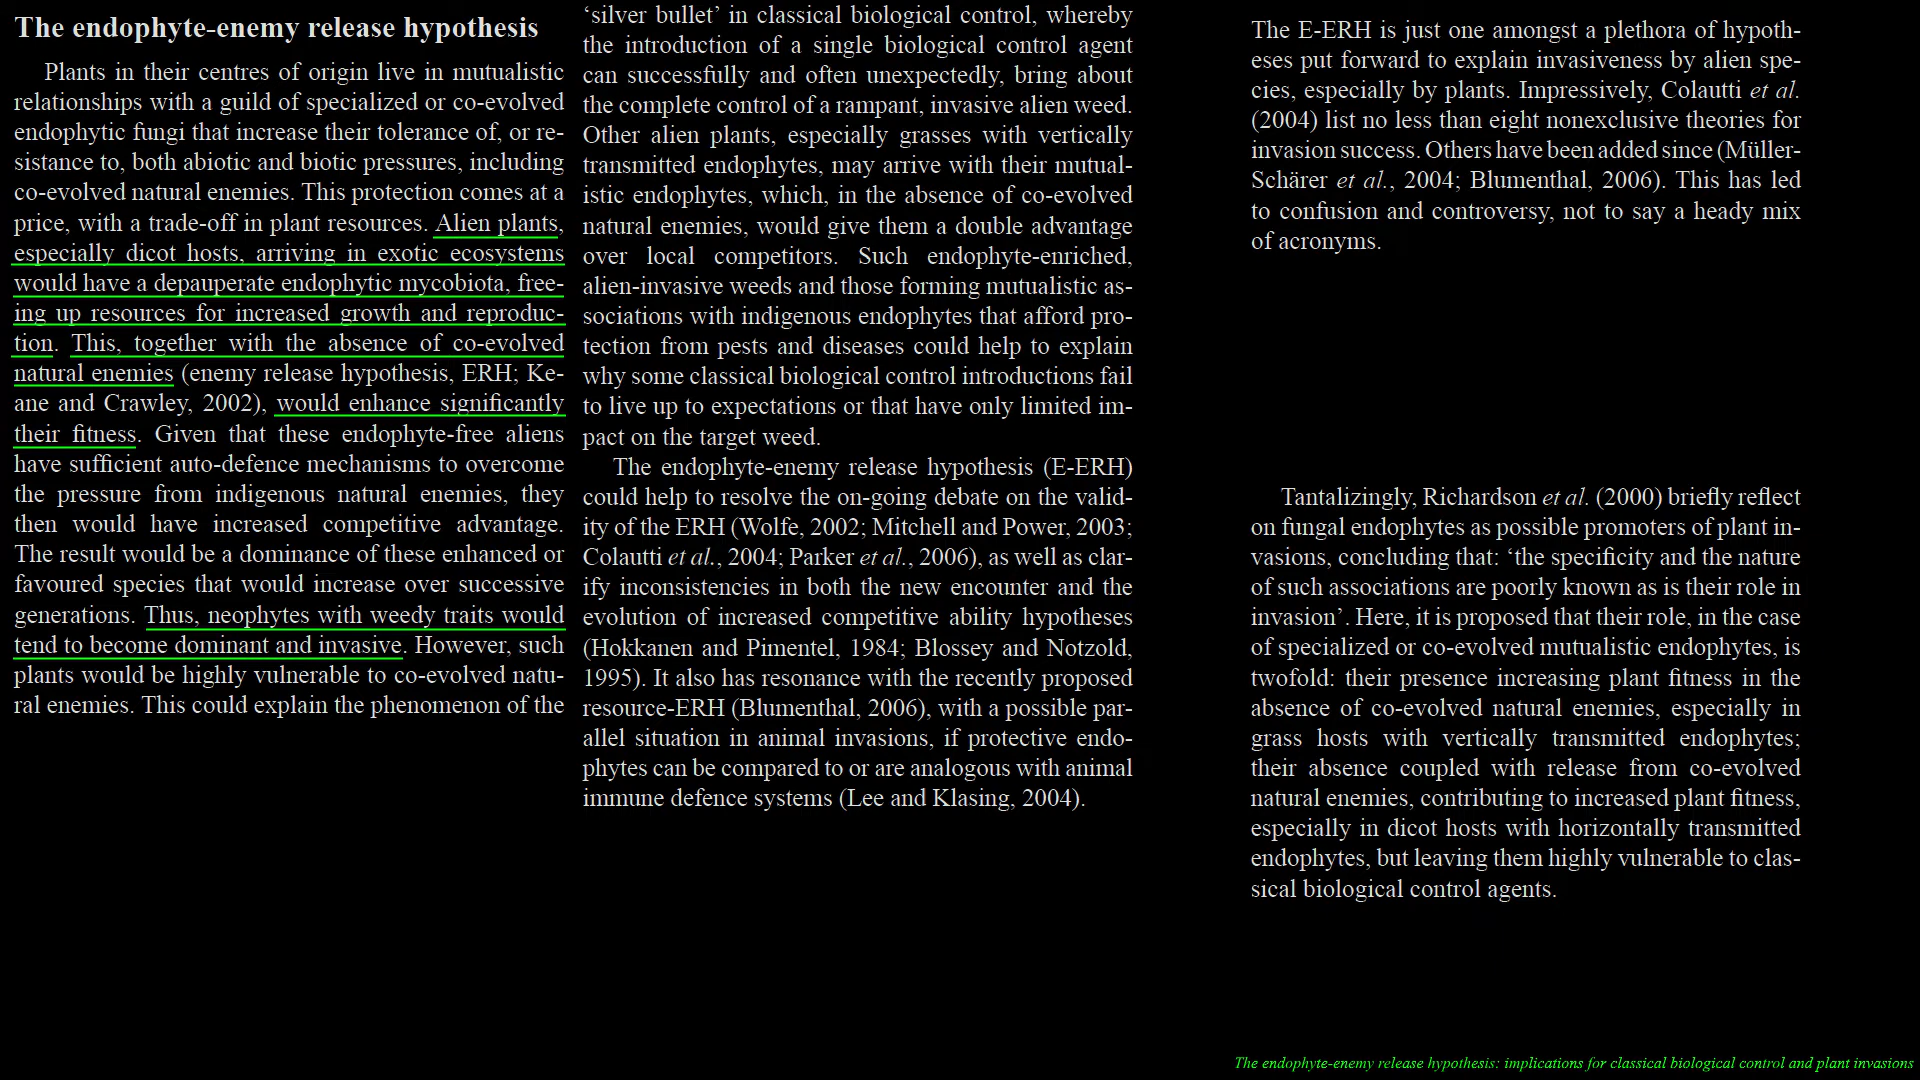 The endophyte-enemy release hypothesis
Plants in their centres of origin live in mutualistic
relationships with a guild of specialized or co-evolved
endophytic fungi that increase their tolerance of, or re-
sistance to, both abiotic and biotic pressures, including
co-evolved natural enemies. This protection comes at a
price, with a trade-off in plant resources. Alien plants,
especially dicot hosts, arriving in exotic ecosystems
would have a depauperate endophytic mycobiota, free-
ing up resources for increased growth and reproduc-
tion. This, together with the absence of co-evolved
natural enemies (enemy release hypothesis, ERH; Ke-
ane and Crawley, 2002), would enhance significantly
their fitness. Given that these endophyte-free aliens
have sufficient auto-defence mechanisms to overcome
the pressure from indigenous natural enemies, they
then would have increased competitive advantage.
The result would be a dominance of these enhanced or
favoured species that would increase over successive
generations. Thus, neophytes with weedy traits would
tend to become dominant and invasive. However, such
plants would be highly vulnerable to co-evolved natu-
ral enemies. This could explain the phenomenon of the
‘silver bullet’ in classical biological control, whereby
the introduction of a single biological control agent
can successfully and often unexpectedly, bring about
the complete control of a rampant, invasive alien weed.
Other alien plants, especially grasses with vertically
transmitted endophytes, may arrive with their mutual-
istic endophytes, which, in the absence of co-evolved
natural enemies, would give them a double advantage
over local competitors. Such endophyte-enriched,
alien-invasive weeds and those forming mutualistic as-
sociations with indigenous endophytes that afford pro-
tection from pests and diseases could help to explain
why some classical biological control introductions fail
to live up to expectations or that have only limited im-
pact on the target weed.
The endophyte-enemy release hypothesis (E-ERH)
could help to resolve the on-going debate on the valid-
ity of the ERH (Wolfe, 2002; Mitchell and Power, 2003;
Colautti et al., 2004; Parker et al., 2006), as well as clar-
ify inconsistencies in both the new encounter and the
evolution of increased competitive ability hypotheses
(Hokkanen and Pimentel, 1984; Blossey and Notzold,
1995). It also has resonance with the recently proposed
resource-ERH (Blumenthal, 2006), with a possible par-
allel situation in animal invasions, if protective endo-
phytes can be compared to or are analogous with animal
immune defence systems (Lee and Klasing, 2004).
The E-ERH is just one amongst a plethora of hypoth-
eses put forward to explain invasiveness by alien spe-
cies, especially by plants. Impressively, Colautti et al.
(2004) list no less than eight nonexclusive theories for
invasion success. Others have been added since (Müller-
Schärer et al., 2004; Blumenthal, 2006). This has led
to confusion and controversy, not to say a heady mix
of acronyms.
Tantalizingly, Richardson et al. (2000) briefly reflect
on fungal endophytes as possible promoters of plant in-
vasions, concluding that: ‘the specificity and the nature
of such associations are poorly known as is their role in
invasion’. Here, it is proposed that their role, in the case
of specialized or co-evolved mutualistic endophytes, is
twofold: their presence increasing plant fitness in the
absence of co-evolved natural enemies, especially in
grass hosts with vertically transmitted endophytes;
their absence coupled with release from co-evolved
natural enemies, contributing to increased plant fitness,
especially in dicot hosts with horizontally transmitted
endophytes, but leaving them highly vulnerable to clas-
sical biological control agents.
The endophyte-enemy release hypothesis: implications for classical biological control and plant invasions